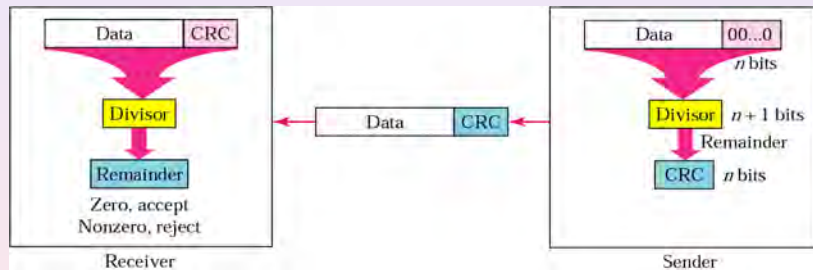 Data CRC
Divisor
Remainder
Zero, accept
Nonzero, reject
Receiver
Data CRC
Data 00...0
n bits
Divisor n + 1 bits
Remainder
CRC n bits
Sender